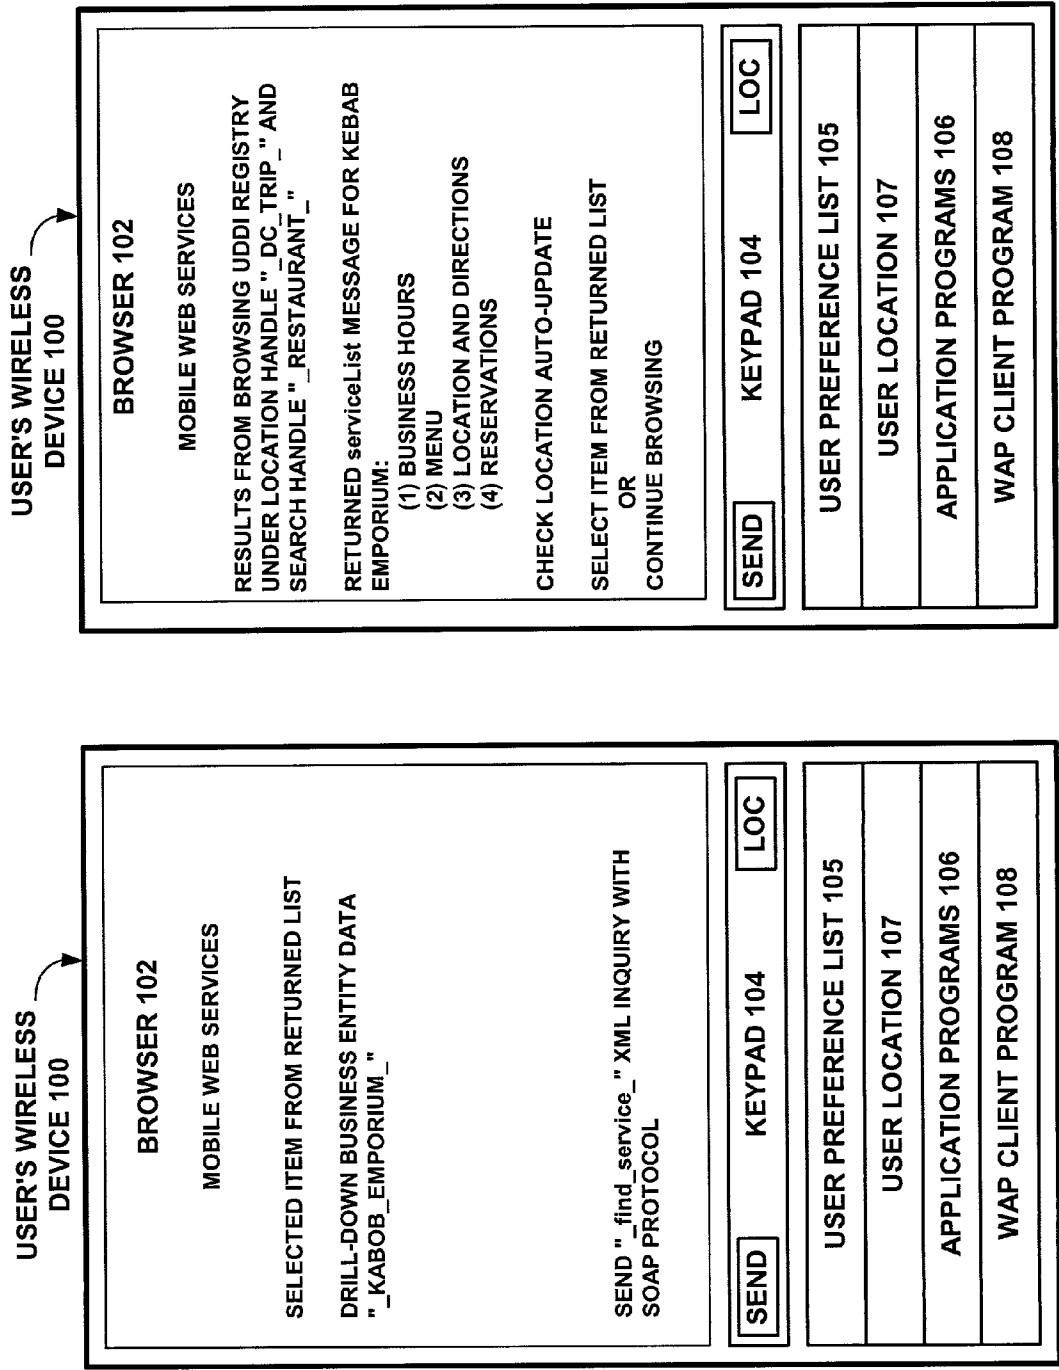 USER'S WIRELESS
DEVICE 100
BROWSER 102
MOBILE WEB SERVICES
SELECTED ITEM FROM RETURNED LIST
DRILL-DOWN BUSINESS ENTITY DATA
"_KABOB_EMPORIUM_"
SEND "_find_service_" XML INQUIRY WITH
SOAP PROTOCOL
SEND
KEYPAD 104
LOC
USER PREFERENCE LIST 105
USER LOCATION 107
APPLICATION PROGRAMS 106
WAP CLIENT PROGRAM 108
USER'S WIRELESS
DEVICE 100
BROWSER 102
MOBILE WEB SERVICES
RESULTS FROM BROWSING UDDI REGISTRY
UNDER LOCATION HANDLE "_DC_TRIP_" AND
SEARCH HANDLE "_RESTAURANT_"
RETURNED serviceList MESSAGE FOR KEBAB
EMPORIUM:
(1) BUSINESS HOURS
(2) MENU
(3) LOCATION AND DIRECTIONS
(4) RESERVATIONS
CHECK LOCATION AUTO-UPDATE
SELECT ITEM FROM RETURNED LIST
OR
CONTINUE BROWSING
SEND
KEYPAD 104
LOC
USER PREFERENCE LIST 105
USER LOCATION 107
APPLICATION PROGRAMS 106
WAP CLIENT PROGRAM 108